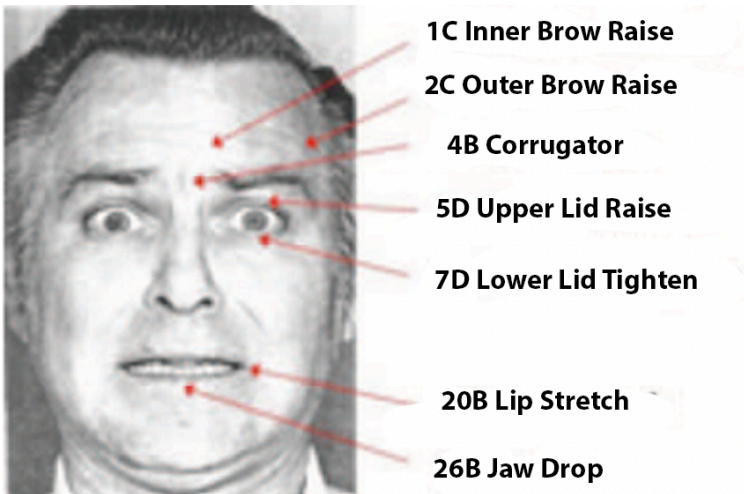 1C Inner Brow Raise
2C Outer Brow Raise
4B Corrugator
5D Upper Lid Raise
7D Lower Lid Tighten
20B Lip Stretch
26B Jaw Drop